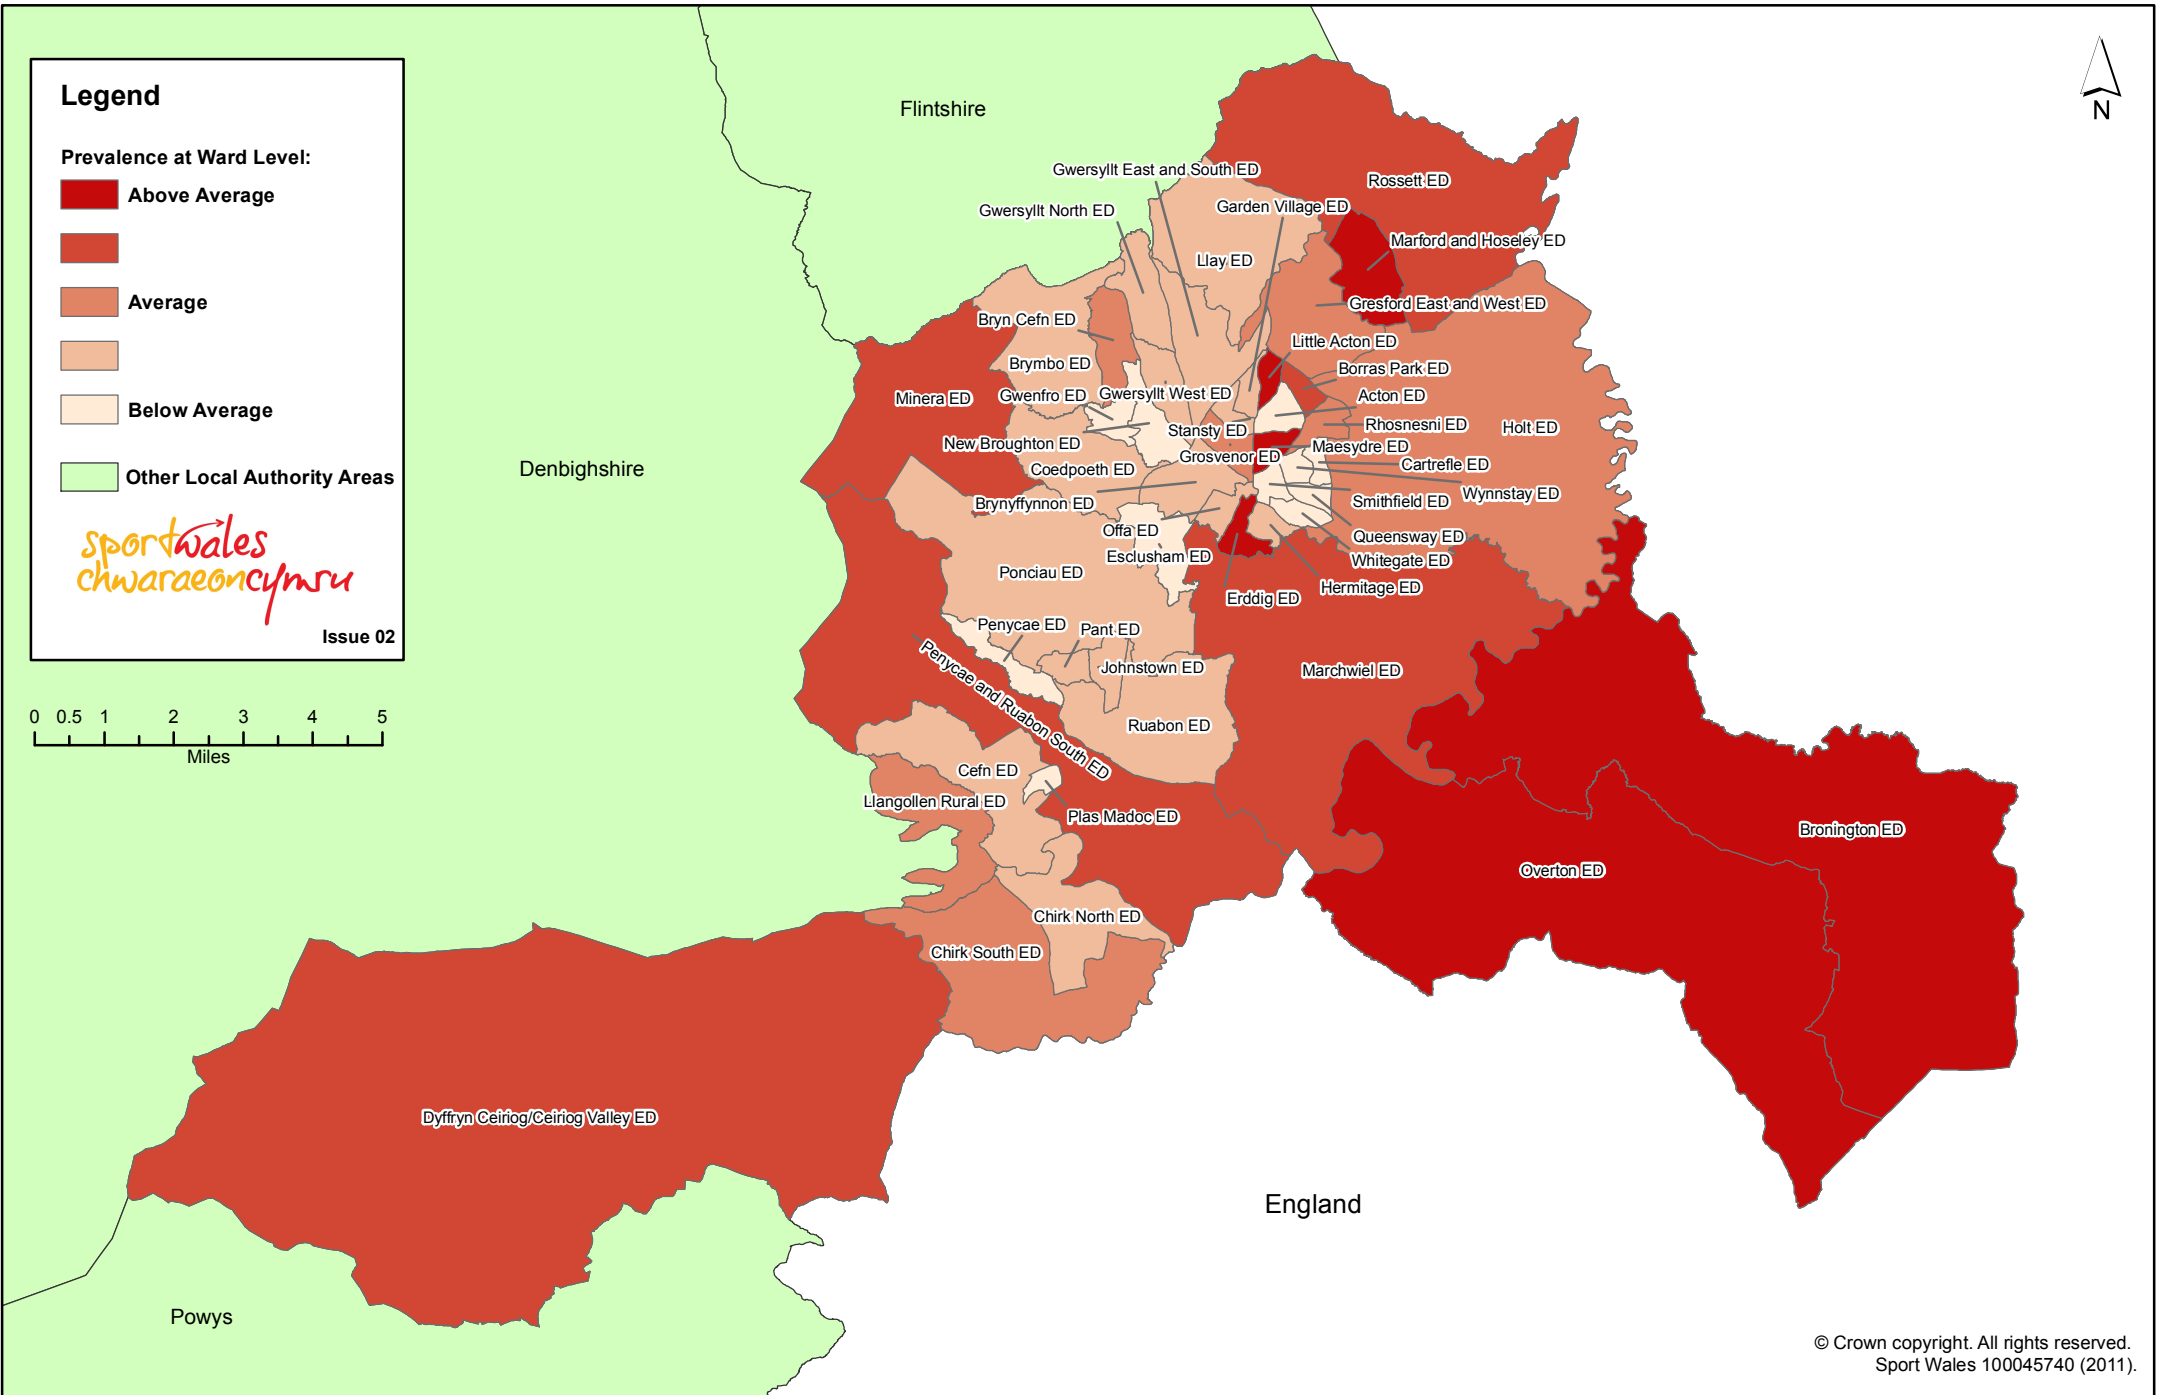 Legend
Prevalence at Ward Level:
Above Average
Average
Below Average
Other Local Authority Areas
sportwales
chwaraeoncymru
Issue 02
0 0.5 1 2 3 4 5
Miles
N
Flintshire
Denbighshire
Powys
England
Gwersyllt East and South ED
Rossett ED
Gwersyllt North ED
Garden Village ED
Marford and Hoseley ED
Llay ED
Gresford East and West ED
Bryn Cefn ED
Little Acton ED
Brymbo ED
Borras Park ED
Minera ED
Gwenfro ED
Gwersyllt West ED
Acton ED
Rhosnesni ED
Holt ED
Stansty ED
New Broughton ED
Maesydre ED
Grosvenor ED
Cartrefle ED
Coedpoeth ED
Wynnstay ED
Brynyffynnon ED
Smithfield ED
Offa ED
Queensway ED
Esclusham ED
Whitegate ED
Ponciau ED
Hermitage ED
Erddig ED
Penycae ED
Pant ED
Johnstown ED
Marchwiel ED
Penycae and Ruabon South ED
Ruabon ED
Cefn ED
Llangollen Rural ED
Plas Madoc ED
Bronington ED
Overton ED
Chirk North ED
Chirk South ED
Dyffryn Ceiriog/Ceiriog Valley ED
© Crown copyright. All rights reserved.
Sport Wales 100045740 (2011).